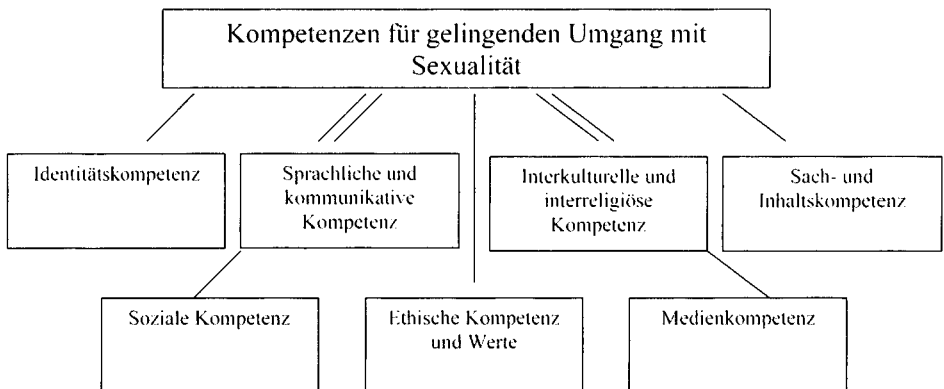 Kompetenzen für gelingenden Umgang mit
Sexualität
Identitätskompetenz
Sprachliche und
kommunikative
Kompetenz
Interkulturelle und
interreligiöse
Kompetenz
Sach- und
Inhaltskompetenz
Soziale Kompetenz
Ethische Kompetenz
und Werte
Medienkompetenz